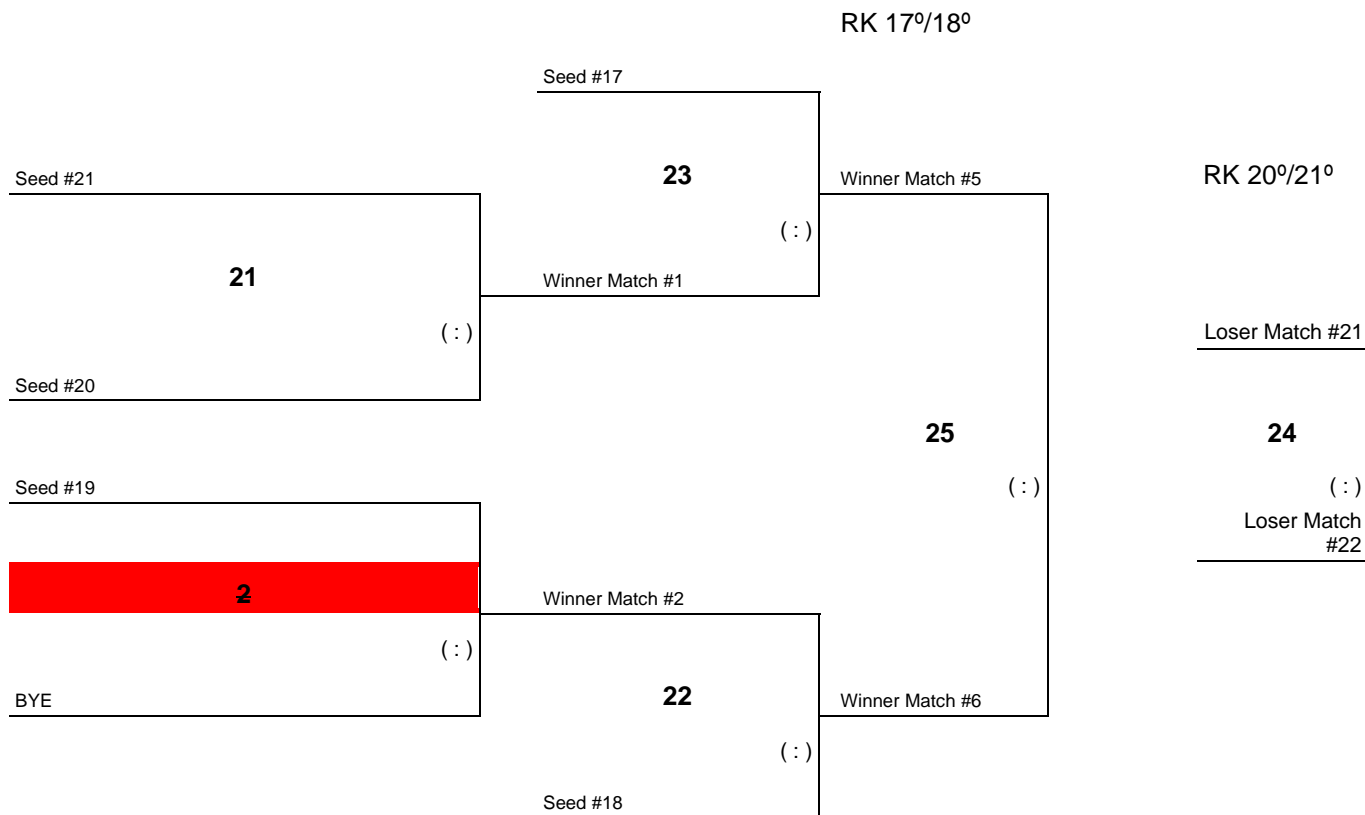 RK 17º/18º
Seed #17
Seed #21
23
Winner Match #5
RK 20º/21º
( : )
21
Winner Match #1
( : )
Loser Match #21
Seed #20
25
24
Seed #19
( : )
( : )
Loser Match
#22
2
Winner Match #2
( : )
BYE
22
Winner Match #6
( : )
Seed #18